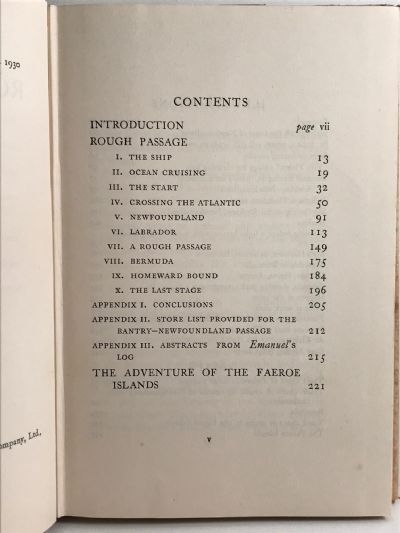 1930
CONTENTS
INTRODUCTION page vii
ROUGH PASSAGE
I. THE SHIP 13
II. OCEAN CRUISING 19
III. THE START 32
IV. CROSSING THE ATLANTIC 50
V. NEWFOUNDLAND 91
VI. LABRADOR 113
VII. A ROUGH PASSAGE 149
VIII. BERMUDA 175
IX. HOMEWARD BOUND 184
X. THE LAST STAGE 196
APPENDIX I. CONCLUSIONS 205
APPENDIX II. STORE LIST PROVIDED FOR THE
BANTRY–NEWFOUNDLAND PASSAGE 212
APPENDIX III. ABSTRACTS FROM Emanuel's
LOG 215
THE ADVENTURE OF THE FAEROE
ISLANDS 221
v
ompany, Ltd.